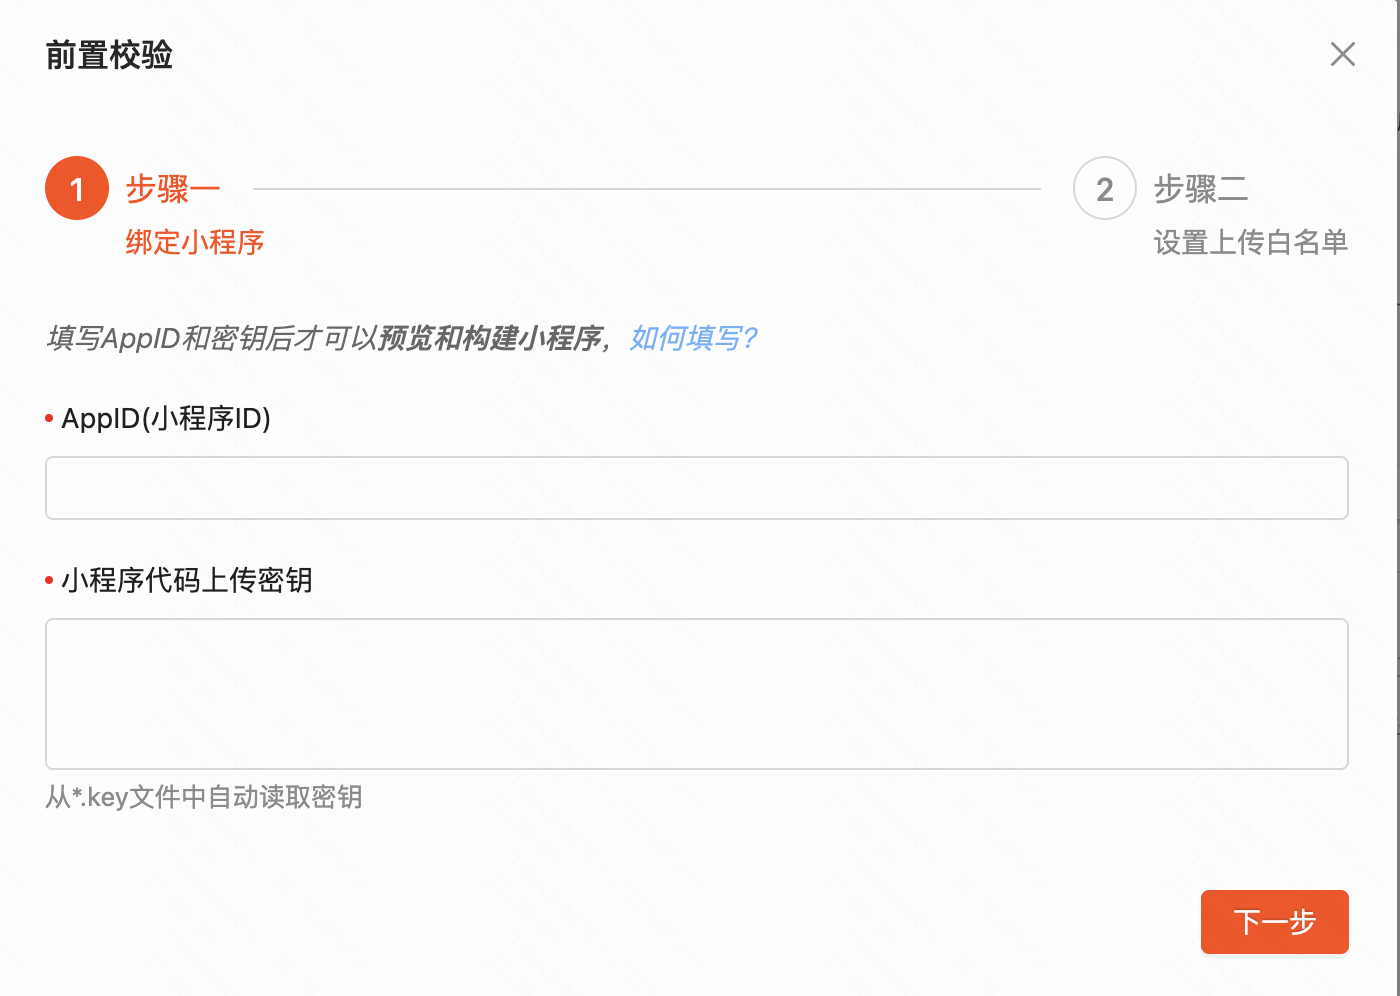 前置校验
1 步骤一
绑定小程序
2 步骤二
设置上传白名单
填写AppID和密钥后才可以预览和构建小程序，如何填写?
AppID(小程序ID)
小程序代码上传密钥
从*.key文件中自动读取密钥
下一步